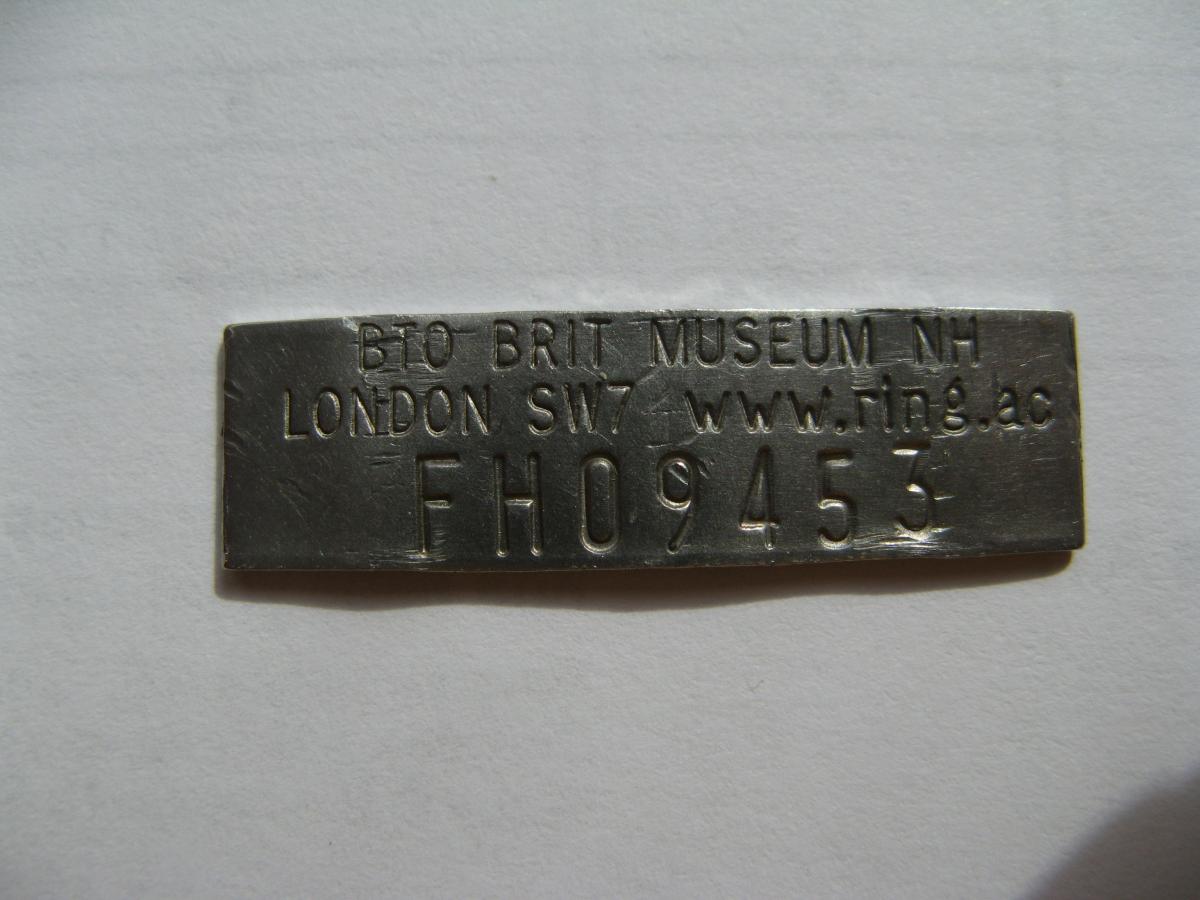 BTO BRIT MUSEUM NH
LONDON SW7 www.ring.ac
FH09453